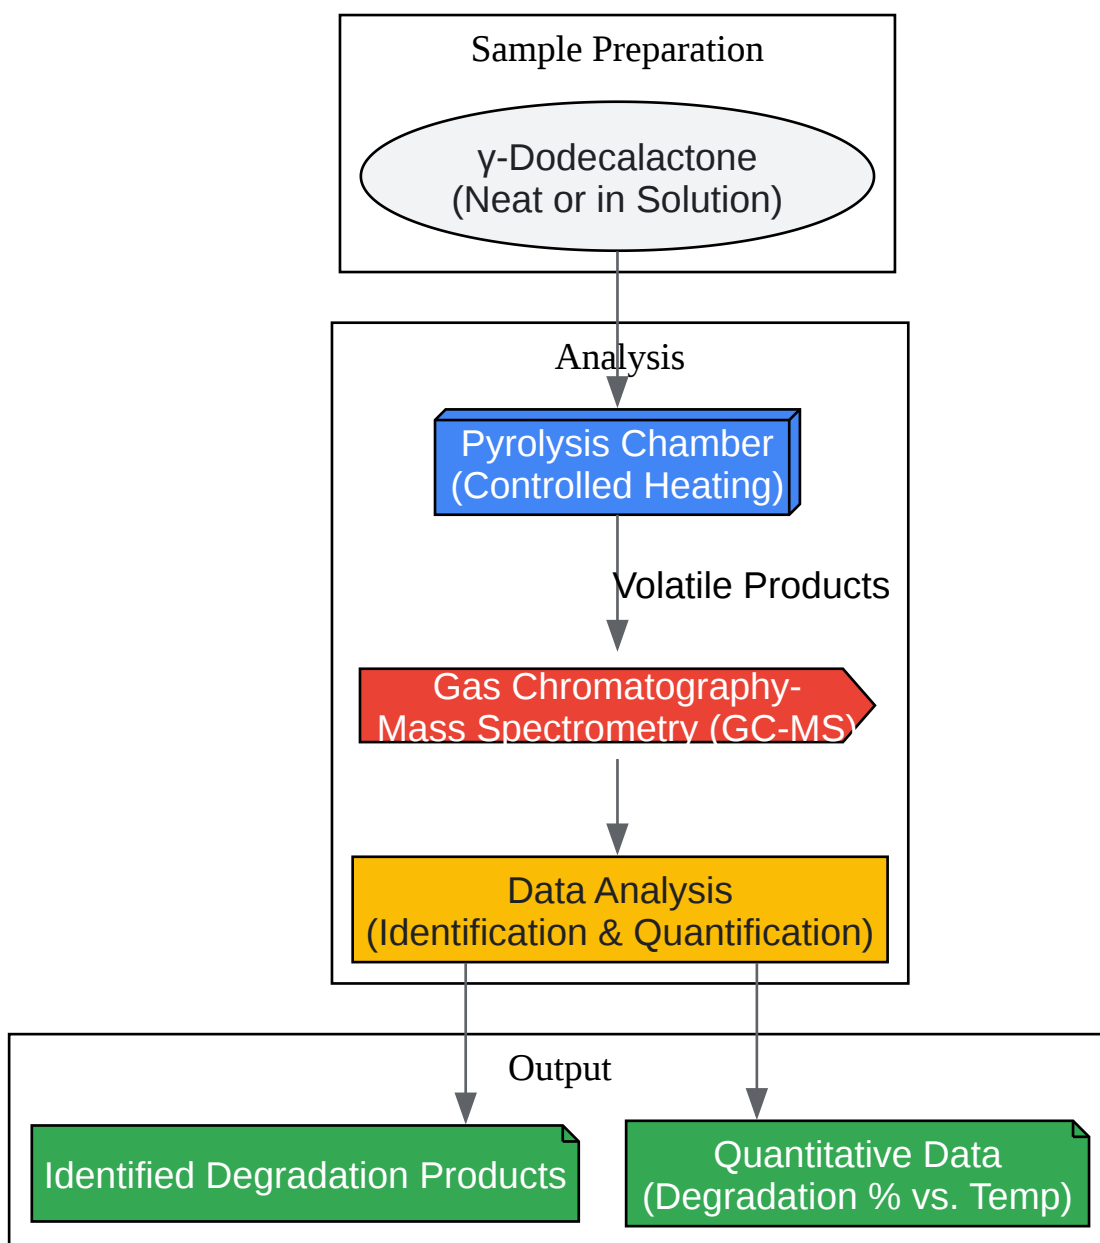 Sample Preparation
γ-Dodecalactone
(Neat or in Solution)
Analysis
Pyrolysis Chamber
(Controlled Heating)
Volatile Products
Gas Chromatography-
Mass Spectrometry (GC-MS)
Data Analysis
(Identification & Quantification)
Output
Identified Degradation Products
Quantitative Data
(Degradation % vs. Temp)